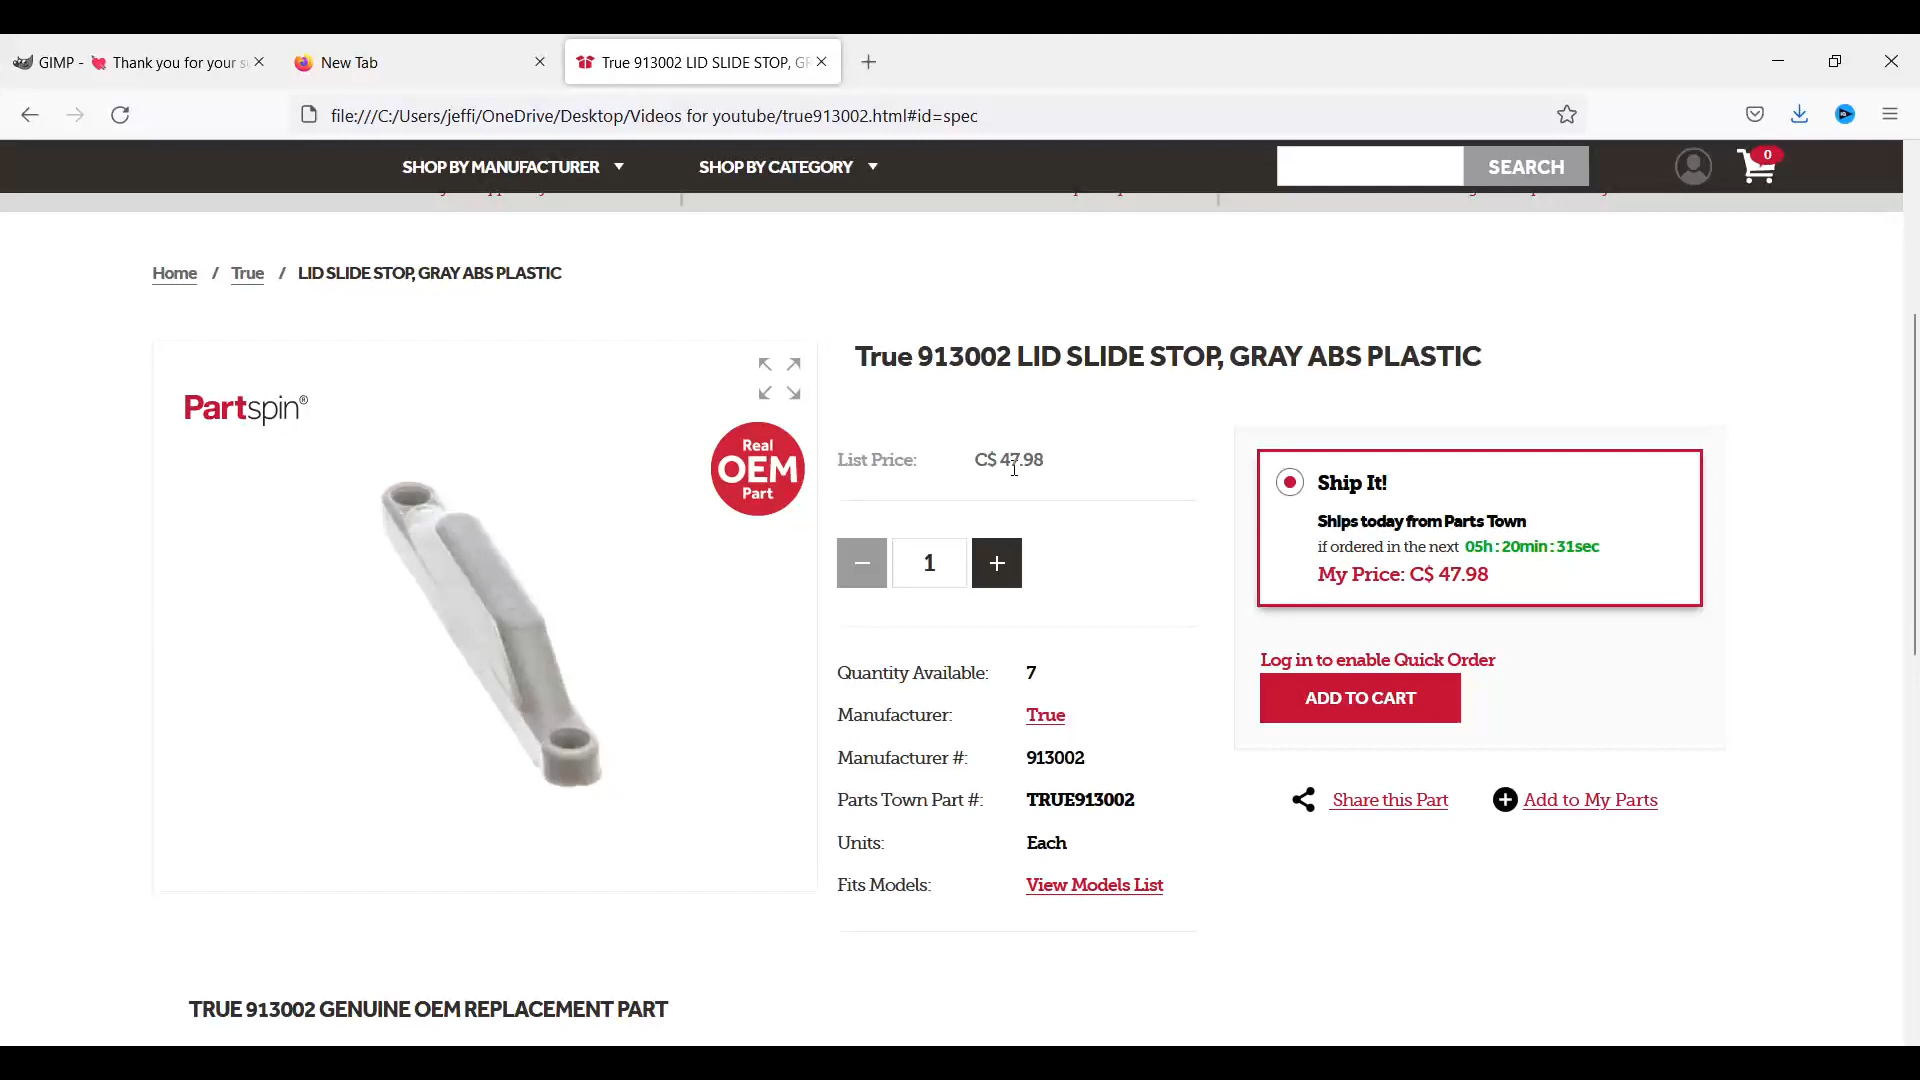 GIMP - 💘 Thank you for your s
New Tab
True 913002 LID SLIDE STOP, GR
file:///C:/Users/jeffi/OneDrive/Desktop/Videos for youtube/true913002.html#id=spec
SHOP BY MANUFACTURER
SHOP BY CATEGORY
SEARCH
0
Home / True / LID SLIDE STOP, GRAY ABS PLASTIC
Partspin®
Real
OEM
Part
True 913002 LID SLIDE STOP, GRAY ABS PLASTIC
List Price: C$ 47.98
− 1 +
Quantity Available: 7
Manufacturer: True
Manufacturer #: 913002
Parts Town Part #: TRUE913002
Units: Each
Fits Models: View Models List
Ship It!
Ships today from Parts Town
if ordered in the next 05h : 20min : 31sec
My Price: C$ 47.98
Log in to enable Quick Order
ADD TO CART
Share this Part
Add to My Parts
TRUE 913002 GENUINE OEM REPLACEMENT PART